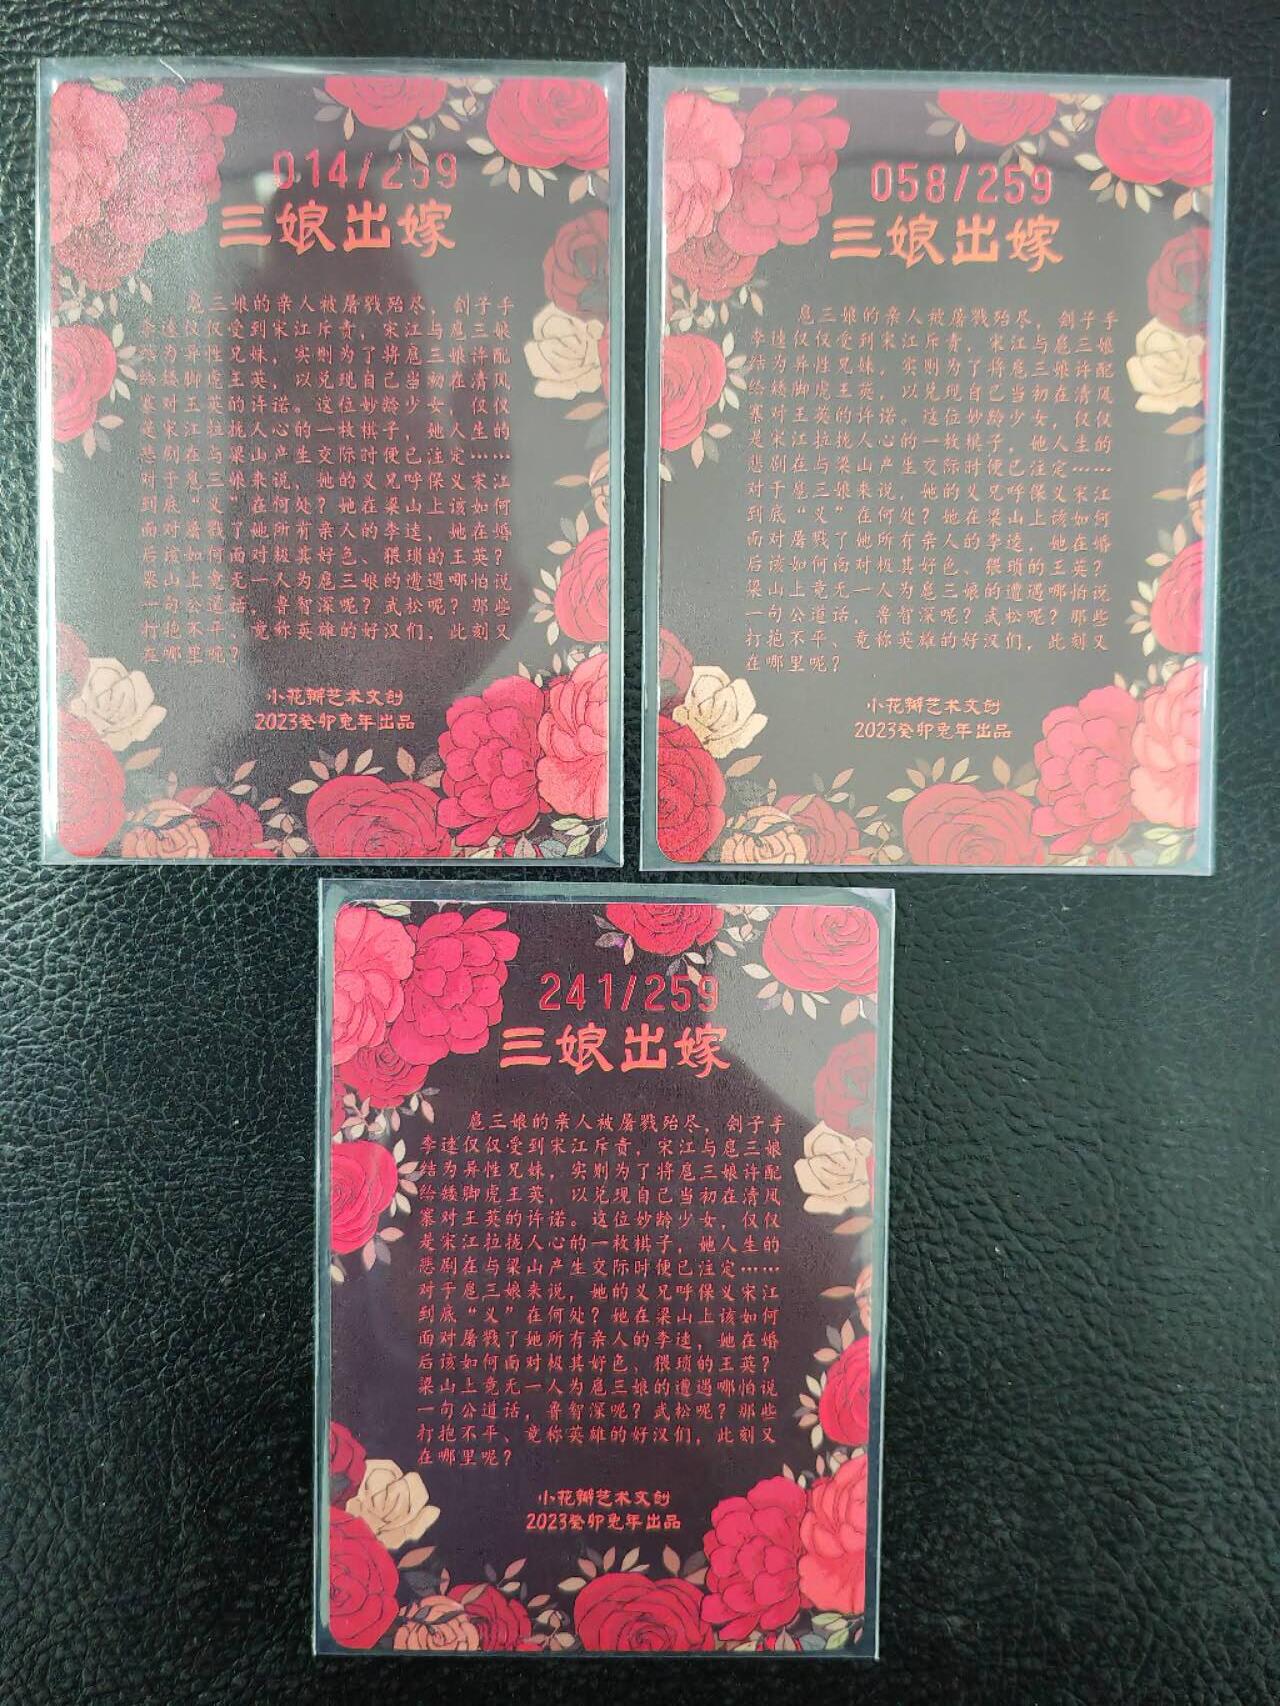 014/259
三娘出嫁
扈三娘的亲人被屠戮殆尽，刽子手
李逵仅仅受到宋江斥责，宋江与扈三娘
结为异性兄妹，实则为了将扈三娘许配
给矮脚虎王英，以兑现自己当初在清风
寨对王英的许诺。这位妙龄少女，仅仅
是宋江拉拢人心的一枚棋子，她人生的
悲剧在与梁山产生交际时便已注定……
对于扈三娘来说，她的义兄呼保义宋江
到底“义”在何处？她在梁山上该如何
面对屠戮了她所有亲人的李逵，她在婚
后该如何面对极其好色、猥琐的王英？
梁山上竟无一人为扈三娘的遭遇哪怕说
一句公道话，鲁智深呢？武松呢？那些
打抱不平、竟称英雄的好汉们，此刻又
在哪里呢？
小花瓣艺术文创
2023癸卯兔年出品
058/259
三娘出嫁
扈三娘的亲人被屠戮殆尽，刽子手
李逵仅仅受到宋江斥责，宋江与扈三娘
结为异性兄妹，实则为了将扈三娘许配
给矮脚虎王英，以兑现自己当初在清风
寨对王英的许诺。这位妙龄少女，仅仅
是宋江拉拢人心的一枚棋子，她人生的
悲剧在与梁山产生交际时便已注定……
对于扈三娘来说，她的义兄呼保义宋江
到底“义”在何处？她在梁山上该如何
面对屠戮了她所有亲人的李逵，她在婚
后该如何面对极其好色、猥琐的王英？
梁山上竟无一人为扈三娘的遭遇哪怕说
一句公道话，鲁智深呢？武松呢？那些
打抱不平、竟称英雄的好汉们，此刻又
在哪里呢？
小花瓣艺术文创
2023癸卯兔年出品
241/259
三娘出嫁
扈三娘的亲人被屠戮殆尽，刽子手
李逵仅仅受到宋江斥责，宋江与扈三娘
结为异性兄妹，实则为了将扈三娘许配
给矮脚虎王英，以兑现自己当初在清风
寨对王英的许诺。这位妙龄少女，仅仅
是宋江拉拢人心的一枚棋子，她人生的
悲剧在与梁山产生交际时便已注定……
对于扈三娘来说，她的义兄呼保义宋江
到底“义”在何处？她在梁山上该如何
面对屠戮了她所有亲人的李逵，她在婚
后该如何面对极其好色、猥琐的王英？
梁山上竟无一人为扈三娘的遭遇哪怕说
一句公道话，鲁智深呢？武松呢？那些
打抱不平、竟称英雄的好汉们，此刻又
在哪里呢？
小花瓣艺术文创
2023癸卯兔年出品